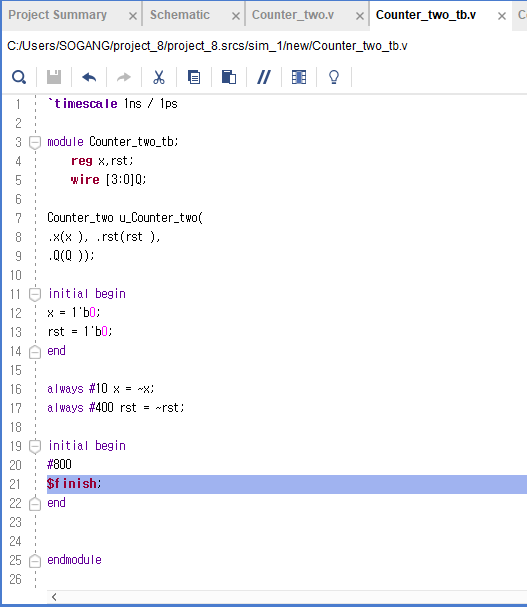 Project Summary × Schematic × Counter_two.v × Counter_two_tb.v × C
C:/Users/SOGANG/project_8/project_8.srcs/sim_1/new/Counter_two_tb.v
1 `timescale 1ns / 1ps
2
3 module Counter_two_tb;
4 reg x,rst;
5 wire [3:0]Q;
6
7 Counter_two u_Counter_two(
8 .x(x ), .rst(rst ),
9 .Q(Q ));
10
11 initial begin
12 x = 1'b0;
13 rst = 1'b0;
14 end
15
16 always #10 x = ~x;
17 always #400 rst = ~rst;
18
19 initial begin
20 #800
21 $finish;
22 end
23
24
25 endmodule
26